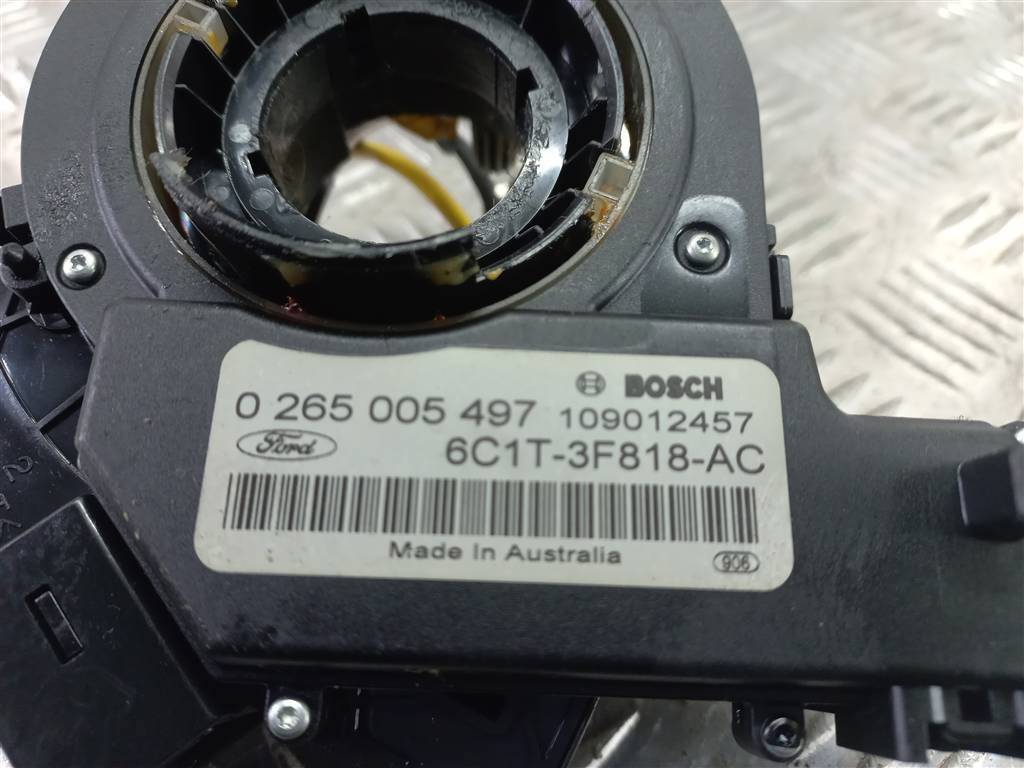 BOSCH
0 265 005 497 109012457
Ford 6C1T-3F818-AC
Made In Australia
906